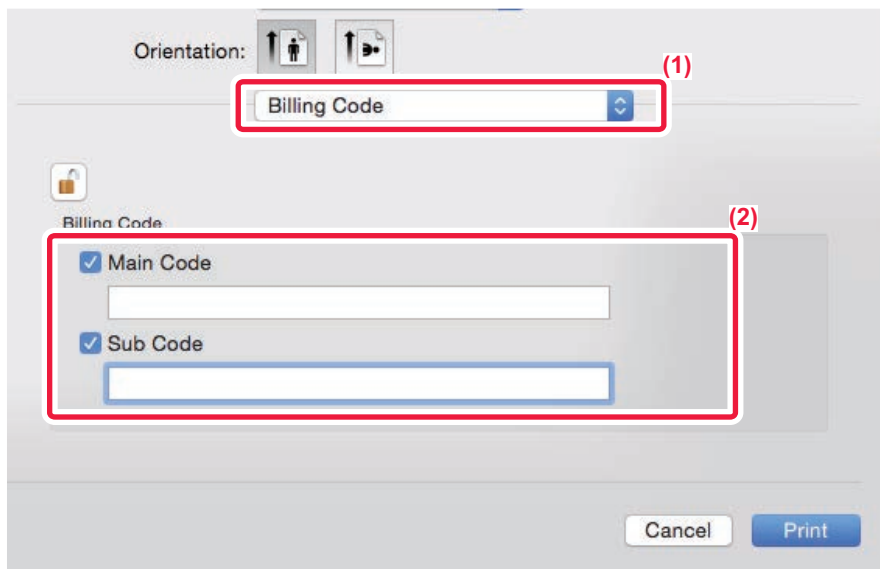 Orientation:
(1)
Billing Code
Billing Code
(2)
Main Code
Sub Code
Cancel
Print